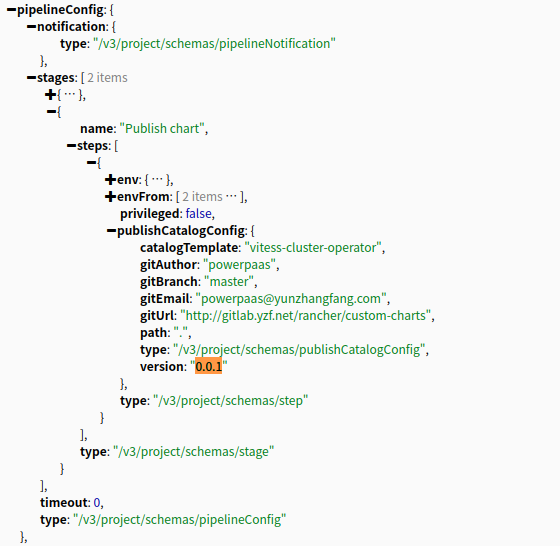 pipelineConfig: {
notification: {
type: "/v3/project/schemas/pipelineNotification"
},
stages: [ 2 items
{ ... },
{
name: "Publish chart",
steps: [
{
env: { ... },
envFrom: [ 2 items ... ],
privileged: false,
publishCatalogConfig: {
catalogTemplate: "vitess-cluster-operator",
gitAuthor: "powerpaas",
gitBranch: "master",
gitEmail: "powerpaas@yunzhangfang.com",
gitUrl: "http://gitlab.yzf.net/rancher/custom-charts",
path: ".",
type: "/v3/project/schemas/publishCatalogConfig",
version: "0.0.1"
},
type: "/v3/project/schemas/step"
}
],
type: "/v3/project/schemas/stage"
}
],
timeout: 0,
type: "/v3/project/schemas/pipelineConfig"
},